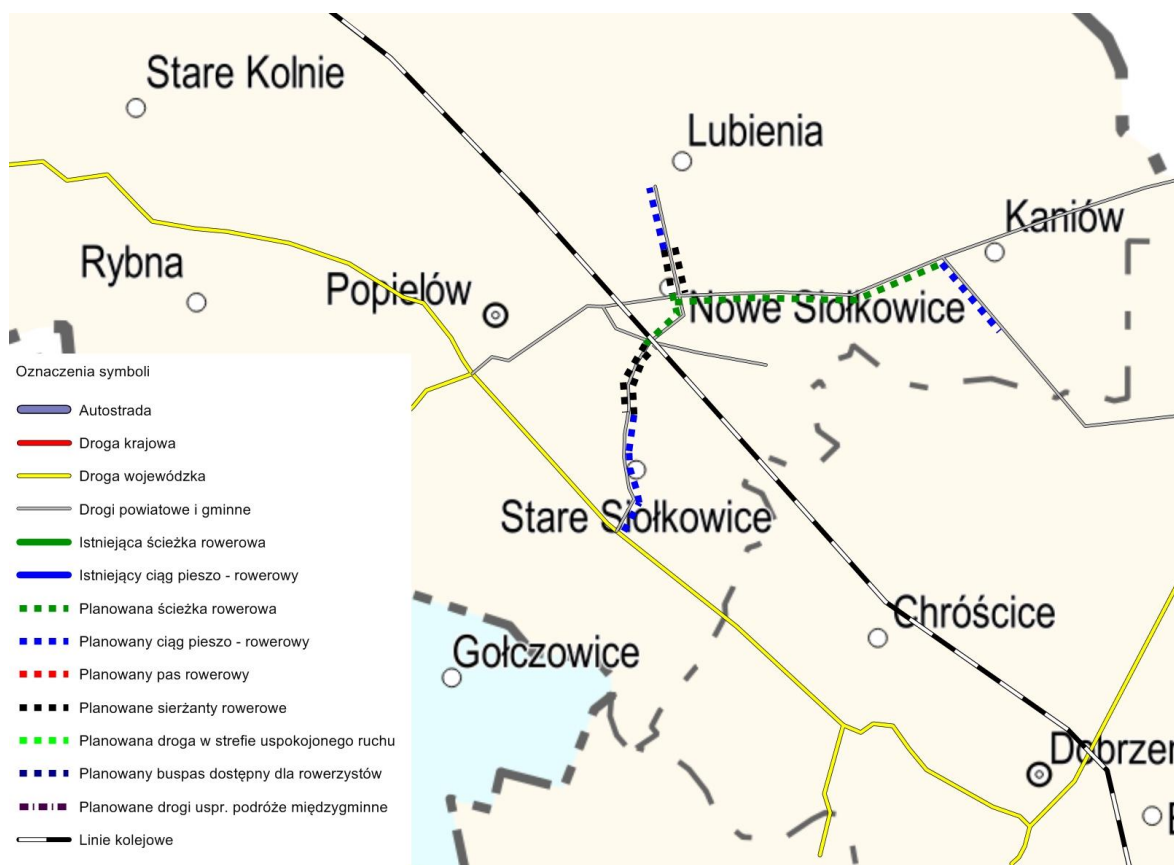 Stare Kolnie
Lubienia
Kaniów
Rybna
Popielów
Nowe Siołkowice
Oznaczenia symboli
Autostrada
Droga krajowa
Droga wojewódzka
Drogi powiatowe i gminne
Istniejąca ścieżka rowerowa
Istniejący ciąg pieszo - rowerowy
Planowana ścieżka rowerowa
Planowany ciąg pieszo - rowerowy
Planowany pas rowerowy
Planowane sierżanty rowerowe
Planowana droga w strefie uspokojonego ruchu
Planowany buspas dostępny dla rowerzystów
Planowane drogi uspr. podróże międzygminne
Linie kolejowe
Stare Siołkowice
Chróścice
Gołczowice
Dobrzeń